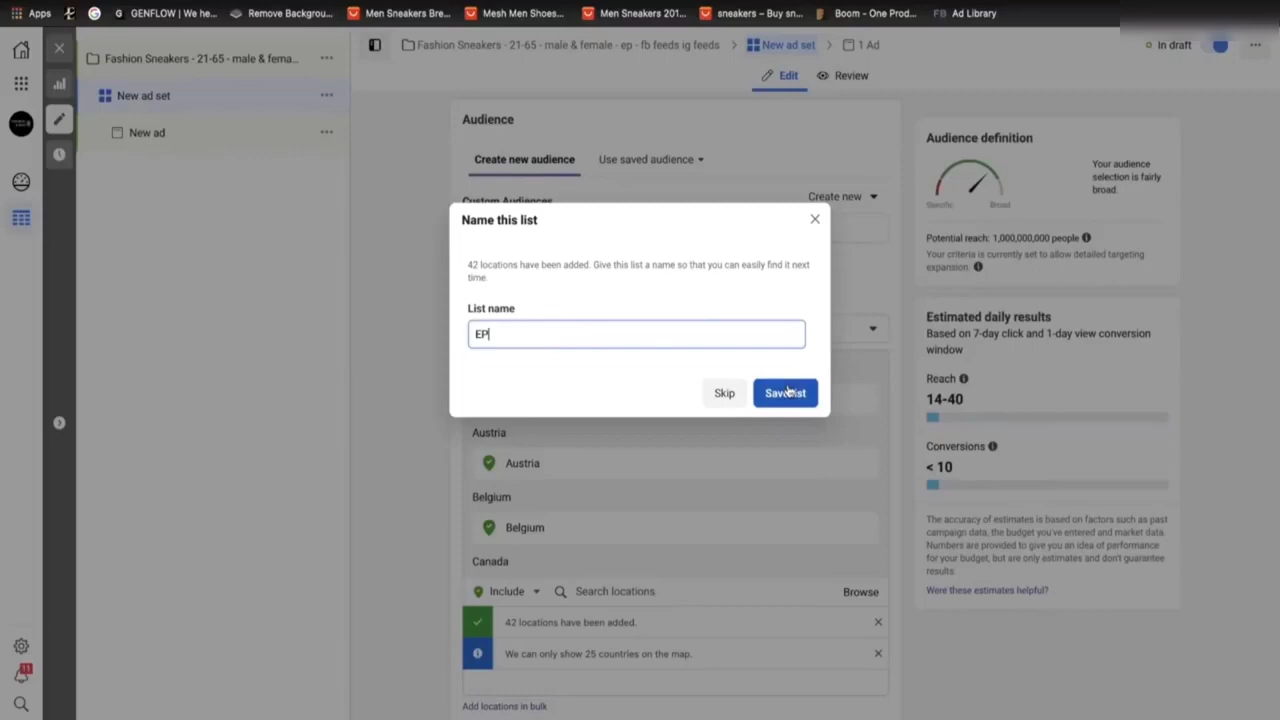 Apps
GENFLOW | We he...
Remove Backgrou...
Men Sneakers Bre...
Mesh Men Shoes...
Men Sneakers 201...
sneakers – Buy sn...
Boom - One Prod...
FB Ad Library
Fashion Sneakers - 21-65 - male & fema...
New ad set
New ad
Fashion Sneakers - 21-65 - male & female - ep - fb feeds ig feeds
New ad set
1 Ad
In draft
Edit
Review
Audience
Create new audience
Use saved audience
Custom Audiences
Create new
Name this list
42 locations have been added. Give this list a name so that you can easily find it next
time.
List name
EP
Skip
Save list
Austria
Austria
Belgium
Belgium
Canada
Include
Search locations
Browse
42 locations have been added.
We can only show 25 countries on the map.
Add locations in bulk
Audience definition
Your audience
selection is fairly
broad.
Specific
Broad
Potential reach: 1,000,000,000 people
Your criteria is currently set to allow detailed targeting
expansion.
Estimated daily results
Based on 7-day click and 1-day view conversion
window
Reach
14-40
Conversions
< 10
The accuracy of estimates is based on factors such as past
campaign data, the budget you've entered and market data.
Numbers are provided to give you an idea of performance
for your budget, but are only estimates and don't guarantee
results.
Were these estimates helpful?